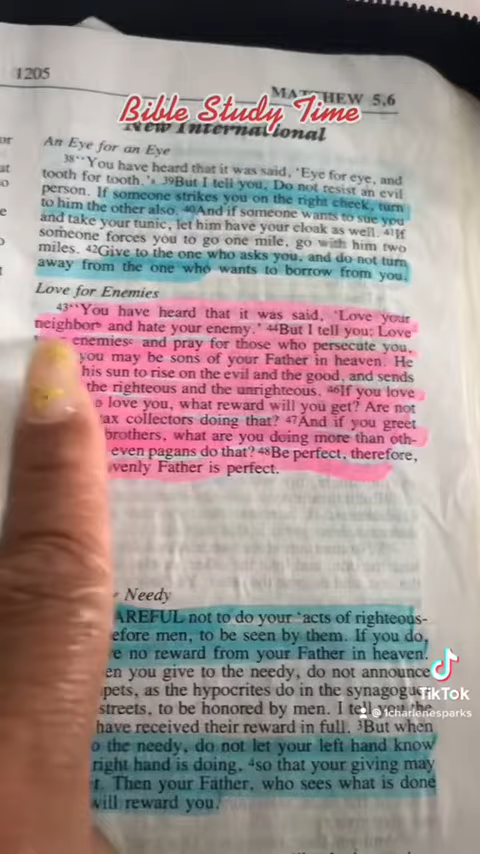 1205
MATTHEW 5,6
Bible Study Time
New International
An Eye for an Eye
38"You have heard that it was said, 'Eye for eye, and
tooth for tooth.'a 39But I tell you, Do not resist an evil
person. If someone strikes you on the right cheek, turn
to him the other also. 40And if someone wants to sue you
and take your tunic, let him have your cloak as well. 41If
someone forces you to go one mile, go with him two
miles. 42Give to the one who asks you, and do not turn
away from the one who wants to borrow from you.
Love for Enemies
43"You have heard that it was said, 'Love your
neighborb and hate your enemy.' 44But I tell you: Love
enemiesc and pray for those who persecute you,
you may be sons of your Father in heaven. He
his sun to rise on the evil and the good, and sends
the righteous and the unrighteous. 46If you love
love you, what reward will you get? Are not
ax collectors doing that? 47And if you greet
brothers, what are you doing more than oth-
even pagans do that? 48Be perfect, therefore,
venly Father is perfect.
Needy
AREFUL not to do your 'acts of righteous-
efore men, to be seen by them. If you do,
e no reward from your Father in heaven.
en you give to the needy, do not announce
pets, as the hypocrites do in the synagogues
streets, to be honored by men. I tell you the
have received their reward in full. 3But when
o the needy, do not let your left hand know
right hand is doing, 4so that your giving may
t. Then your Father, who sees what is done
will reward you.
TikTok
@1charlenesparks